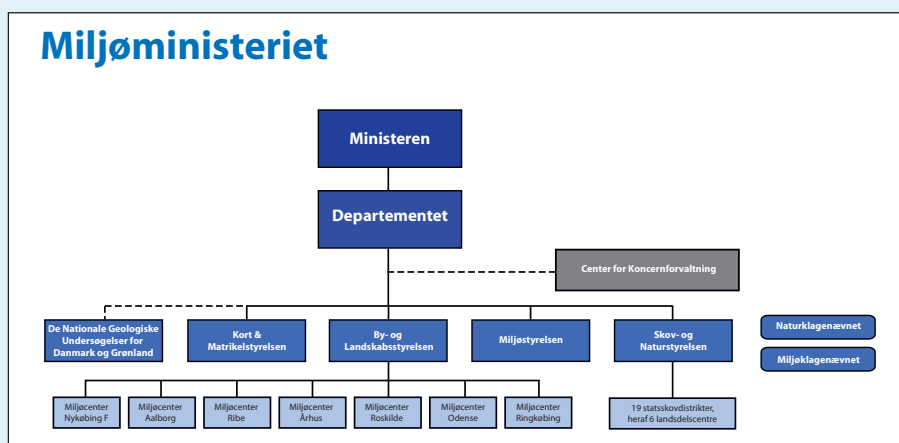 Miljøministeriet
Ministeren
Departementet
Center for Koncernforvaltning
De Nationale Geologiske
Undersøgelser for
Danmark og Grønland
Kort &
Matrikelstyrelsen
By- og
Landskabsstyrelsen
Miljøstyrelsen
Skov- og
Naturstyrelsen
Naturklagenævnet
Miljøklagenævnet
Miljøcenter
Nykøbing F
Miljøcenter
Aalborg
Miljøcenter
Ribe
Miljøcenter
Århus
Miljøcenter
Roskilde
Miljøcenter
Odense
Miljøcenter
Ringkøbing
19 statsskovdistrikter,
heraf 6 landsdelscentre